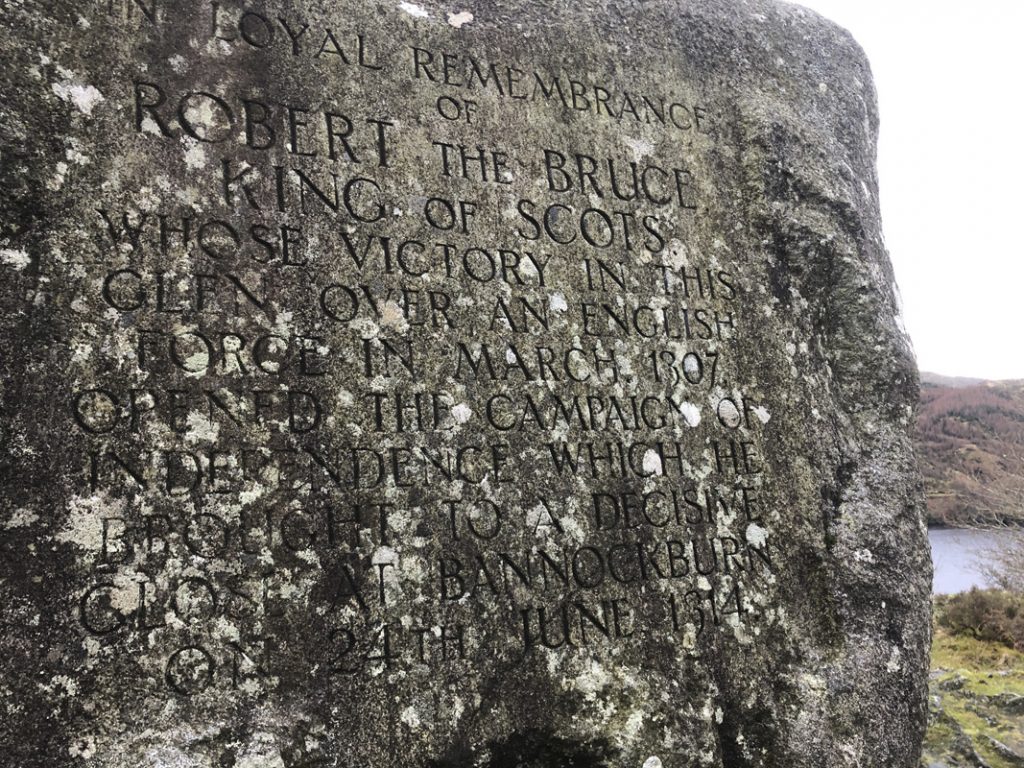 IN LOYAL REMEMBRANCE
OF
ROBERT THE BRUCE
KING OF SCOTS
WHOSE VICTORY IN THIS
GLEN OVER AN ENGLISH
FORCE IN MARCH, 1307
OPENED THE CAMPAIGN OF
INDEPENDENCE WHICH HE
BROUGHT TO A DECISIVE
CLOSE AT BANNOCKBURN
ON 24TH JUNE 1314.